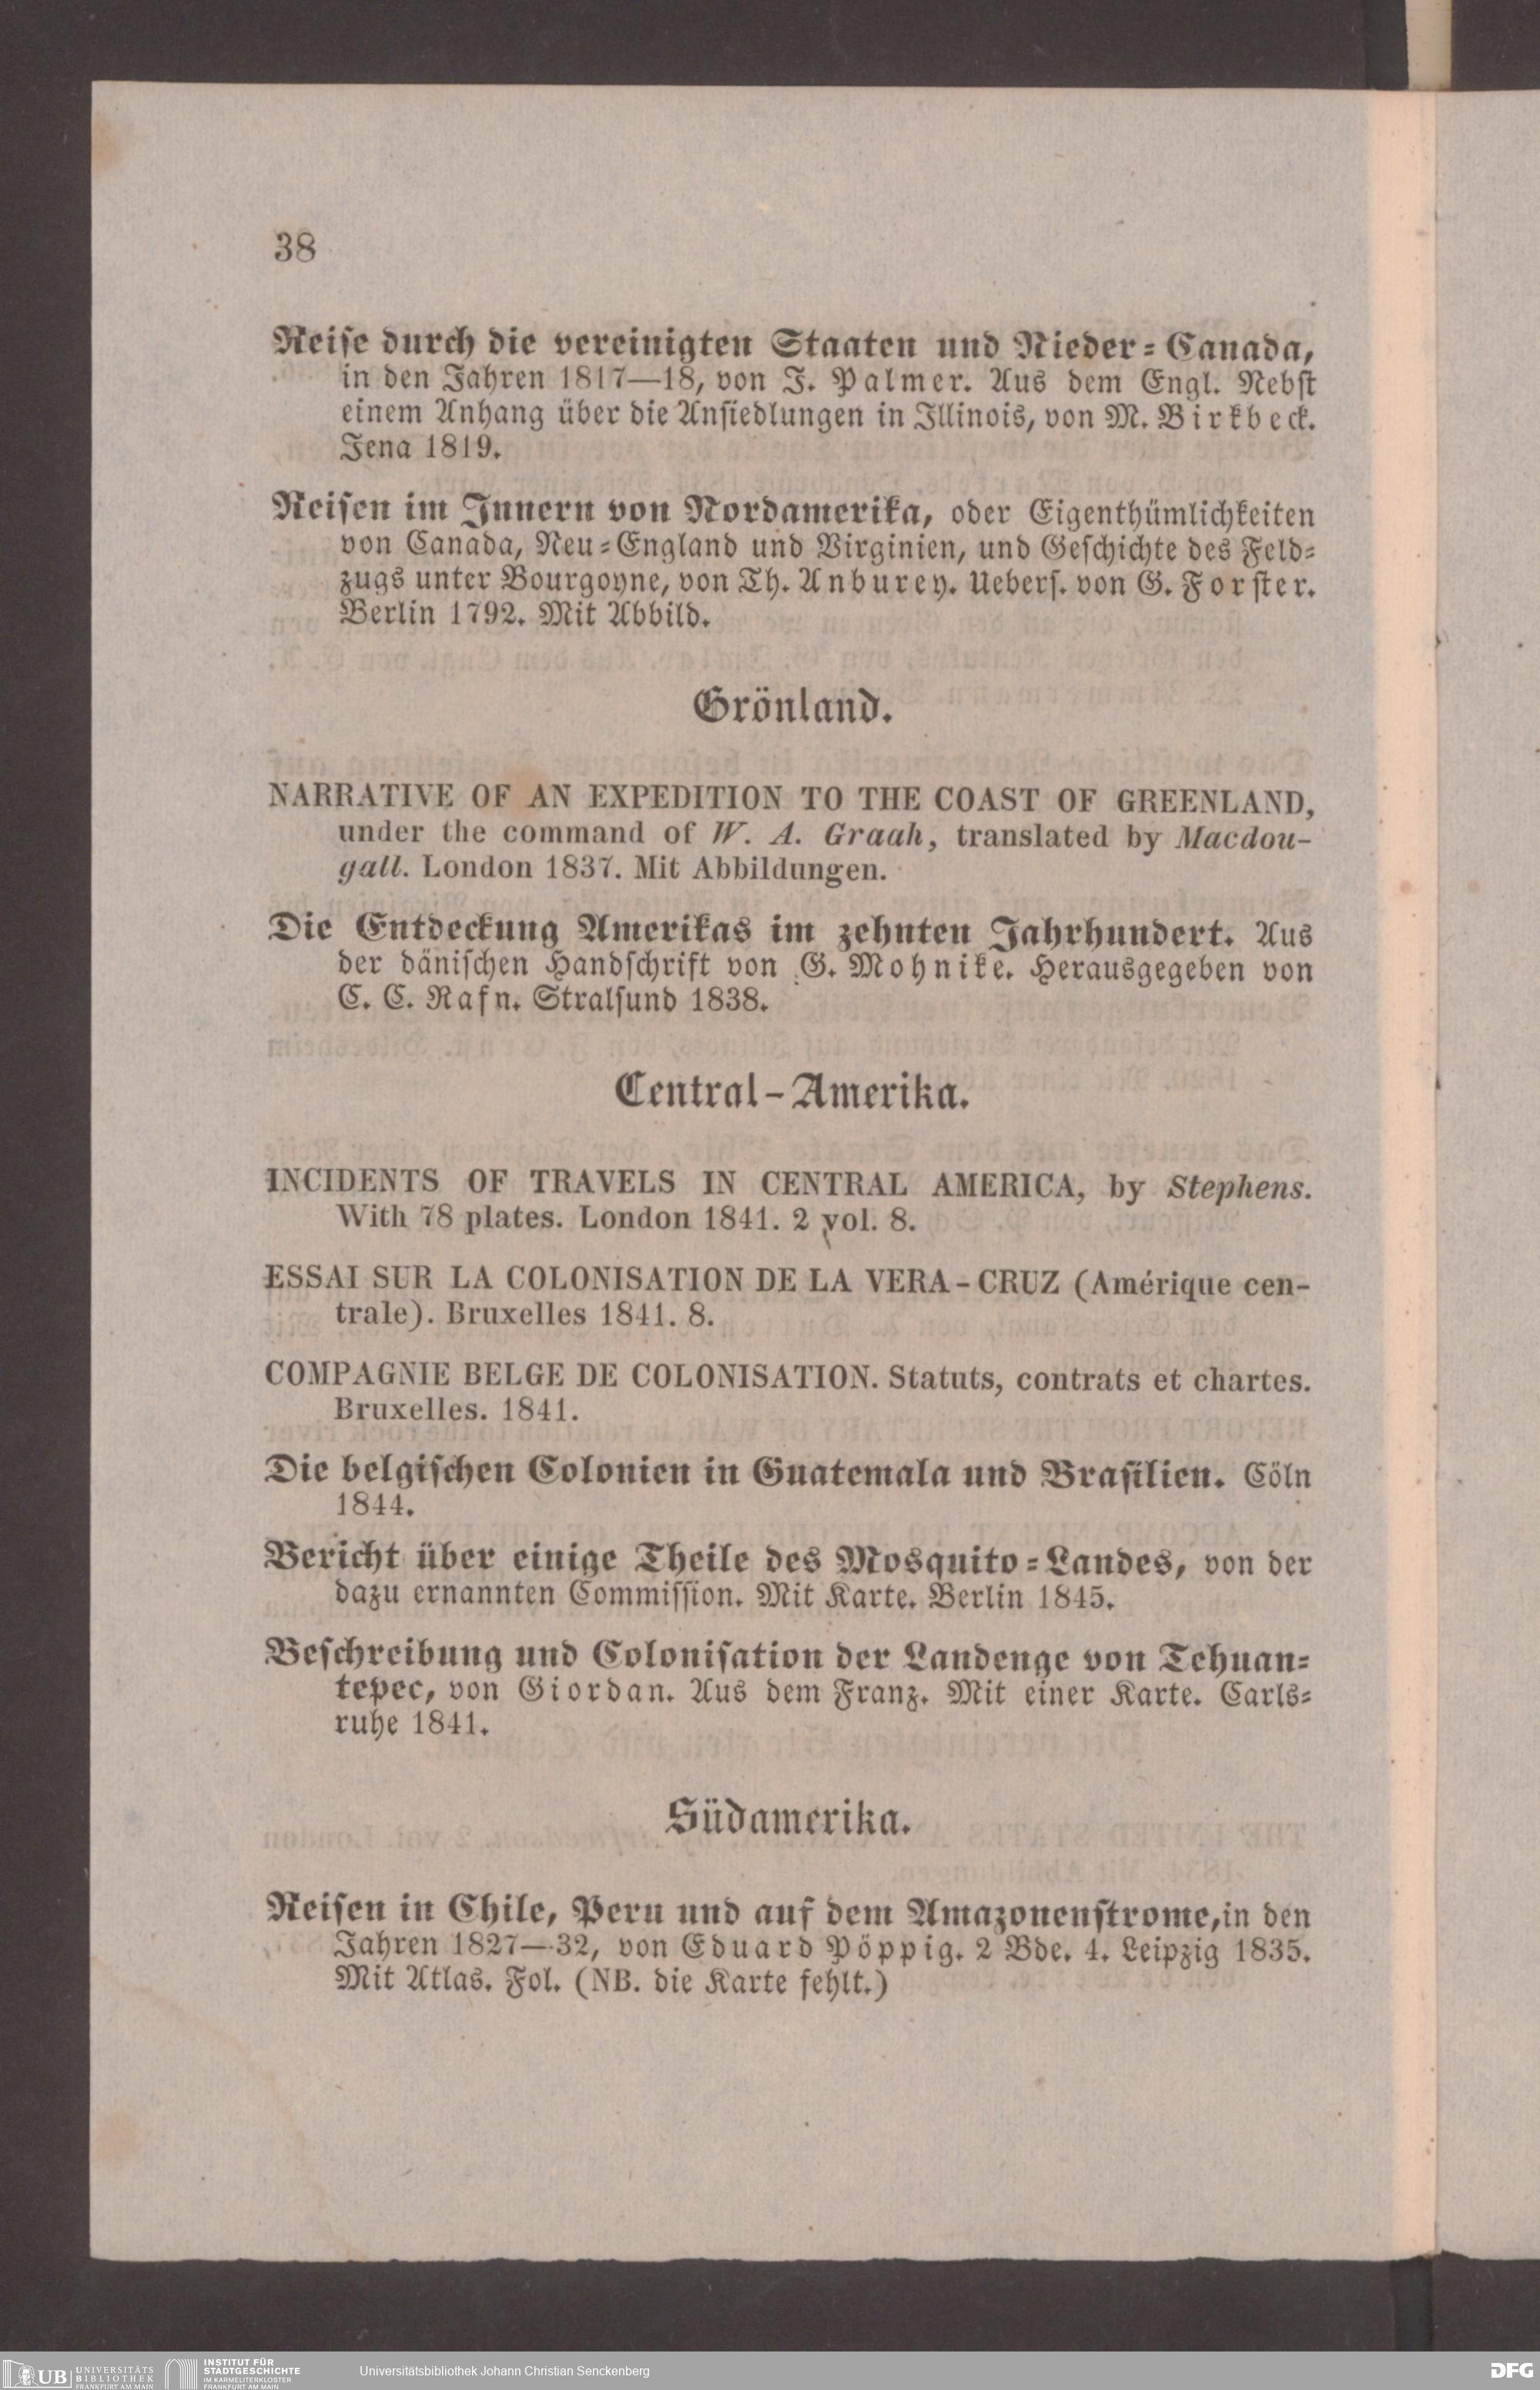 38
Reise durch die vereinigten Staaten und Nieder-Canada,
in den Jahren 1817—18, von J. Palmer. Aus dem Engl. Nebst
einem Anhang über die Ansiedlungen in Illinois, von M. Birkbeck.
Jena 1819.
Reisen im Innern von Nordamerika, oder Eigenthümlichkeiten
von Canada, Neu-England und Virginien, und Geschichte des Feld-
zugs unter Bourgoyne, von Th. Anburey. Uebers. von G. Forster.
Berlin 1792. Mit Abbild.
Grönland.
NARRATIVE OF AN EXPEDITION TO THE COAST OF GREENLAND,
under the command of W. A. Graah, translated by Macdou-
gall. London 1837. Mit Abbildungen.
Die Entdeckung Amerikas im zehnten Jahrhundert. Aus
der dänischen Handschrift von G. Mohnike. Herausgegeben von
C. C. Rafn. Stralsund 1838.
Central-Amerika.
INCIDENTS OF TRAVELS IN CENTRAL AMERICA, by Stephens.
With 78 plates. London 1841. 2 vol. 8.
ESSAI SUR LA COLONISATION DE LA VERA-CRUZ (Amérique cen-
trale). Bruxelles 1841. 8.
COMPAGNIE BELGE DE COLONISATION. Statuts, contrats et chartes.
Bruxelles. 1841.
Die belgischen Colonien in Guatemala und Brasilien. Cöln
1844.
Bericht über einige Theile des Mosquito-Landes, von der
dazu ernannten Commission. Mit Karte. Berlin 1845.
Beschreibung und Colonisation der Landenge von Tehuan-
tepec, von Giordan. Aus dem Franz. Mit einer Karte. Carls-
ruhe 1841.
Südamerika.
Reisen in Chile, Peru und auf dem Amazonenstrome, in den
Jahren 1827—32, von Eduard Pöppig. 2 Bde. 4. Leipzig 1835.
Mit Atlas. Fol. (NB. die Karte fehlt.)
UB UNIVERSITÄTS
BIBLIOTHEK
FRANKFURT AM MAIN
INSTITUT FÜR
STADTGESCHICHTE
IM KARMELITERKLOSTER
FRANKFURT AM MAIN
Universitätsbibliothek Johann Christian Senckenberg
DFG